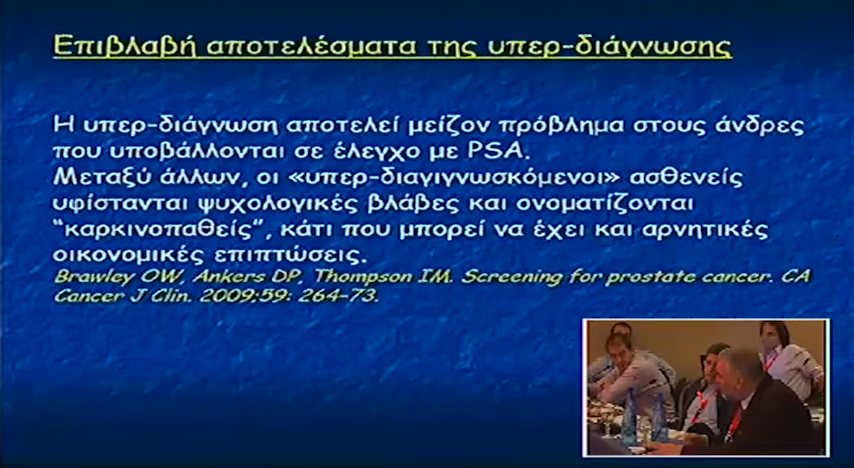 Επιβλαβή αποτελέσματα της υπερ-διάγνωσης
Η υπερ-διάγνωση αποτελεί μείζον πρόβλημα στους άνδρες
που υποβάλλονται σε έλεγχο με PSA.
Μεταξύ άλλων, οι «υπερ-διαγιγνωσκόμενοι» ασθενείς
υφίστανται ψυχολογικές βλάβες και ονοματίζονται
“καρκινοπαθείς”, κάτι που μπορεί να έχει και αρνητικές
οικονομικές επιπτώσεις.
Brawley OW, Ankers DP, Thompson IM. Screening for prostate cancer. CA
Cancer J Clin. 2009;59: 264-73.